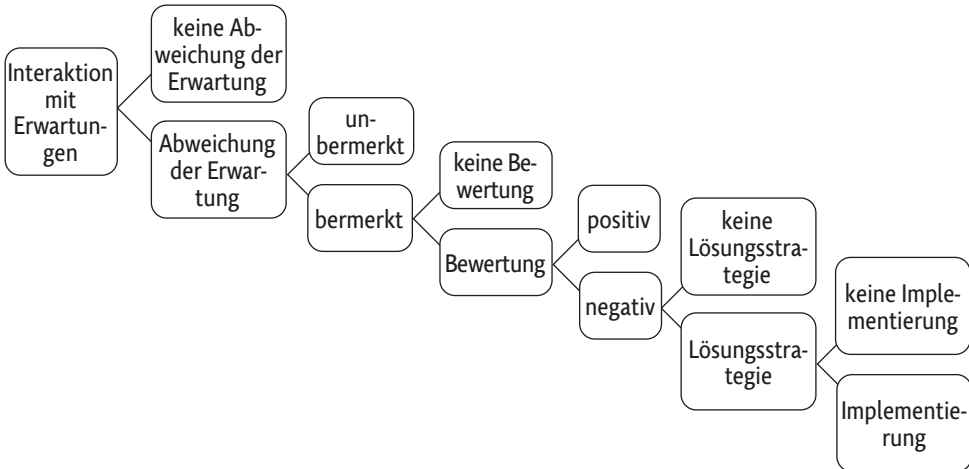 Interaktion
mit
Erwartun-
gen
keine Ab-
weichung der
Erwartung
Abweichung
der Erwar-
tung
un-
bermerkt
bermerkt
keine Be-
wertung
Bewertung
positiv
negativ
keine
Lösungsstra-
tegie
Lösungsstra-
tegie
keine Imple-
mentierung
Implementie-
rung